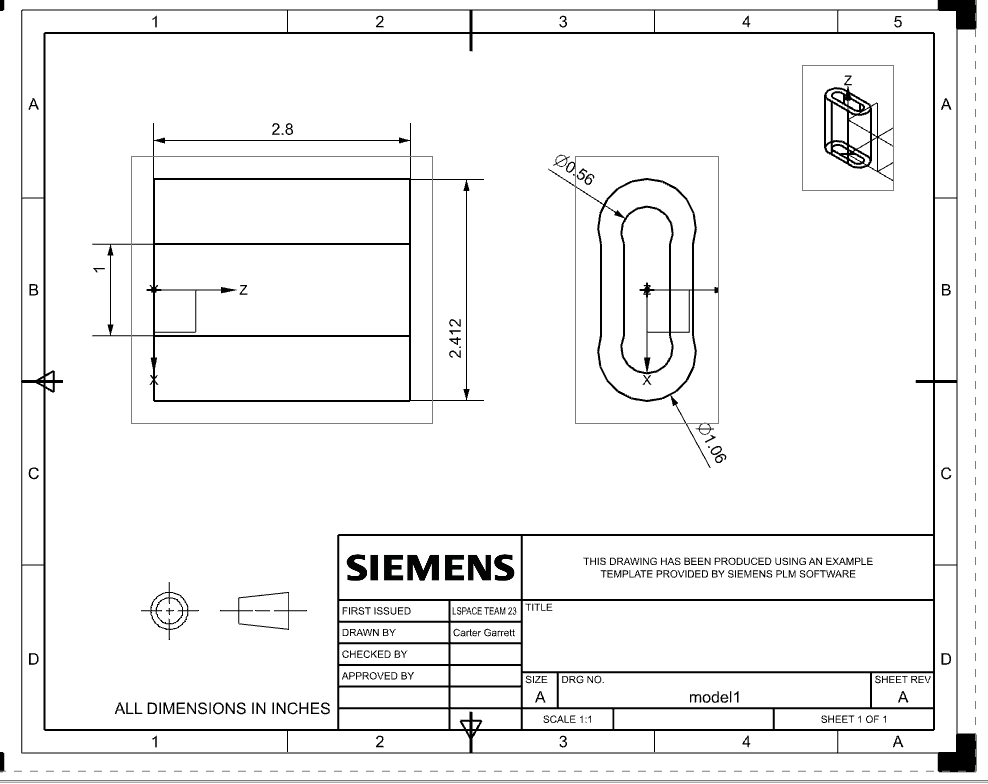 1 2 3 4 5
A A
Z
2.8
Ø0.56
1
B B
Z
Z
2.412
X
X
Ø1.06
C C
SIEMENS
THIS DRAWING HAS BEEN PRODUCED USING AN EXAMPLE
TEMPLATE PROVIDED BY SIEMENS PLM SOFTWARE
FIRST ISSUED LSPACE TEAM 23
TITLE
DRAWN BY Carter Garrett
CHECKED BY
APPROVED BY
D D
SIZE DRG NO. SHEET REV
A model1 A
ALL DIMENSIONS IN INCHES
SCALE 1:1 SHEET 1 OF 1
1 2 3 4 A